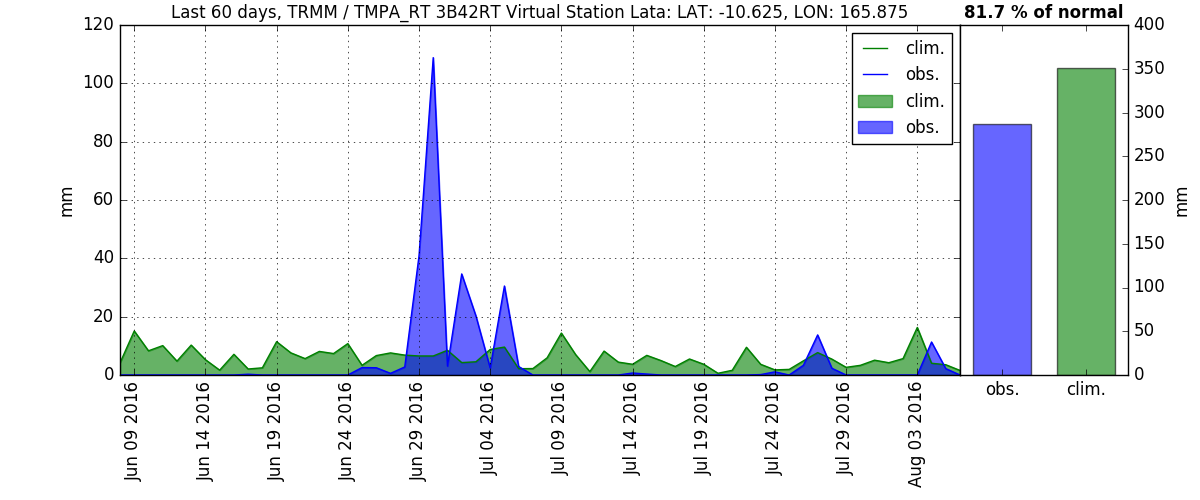 Last 60 days, TRMM / TMPA_RT 3B42RT Virtual Station Lata: LAT: -10.625, LON: 165.875
81.7 % of normal
120
100
80
60
40
20
0
mm
clim.
obs.
clim.
obs.
Jun 09 2016
Jun 14 2016
Jun 19 2016
Jun 24 2016
Jun 29 2016
Jul 04 2016
Jul 09 2016
Jul 14 2016
Jul 19 2016
Jul 24 2016
Jul 29 2016
Aug 03 2016
400
350
300
250
200
150
100
50
0
mm
obs.
clim.